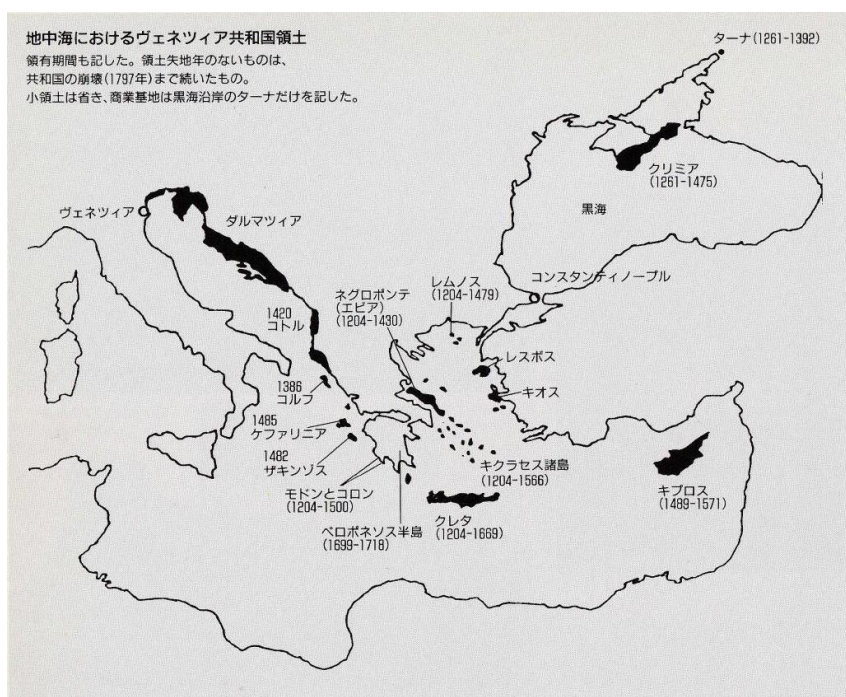 地中海におけるヴェネツィア共和国領土
領有期間も記した。領土失地年のないものは、
共和国の崩壊(1797年)まで続いたもの。
小領土は省き、商業基地は黒海沿岸のターナだけを記した。
ターナ(1261-1392)
クリミア
(1261-1475)
黒海
ヴェネツィア
ダルマツィア
コンスタンティノープル
レムノス
(1204-1479)
ネグロポンテ
(エビア)
(1204-1430)
1420
コトル
レスボス
1386
コルフ
キオス
1485
ケファリニア
1482
ザキンソス
キクラセス諸島
(1204-1566)
キプロス
(1489-1571)
モドンとコロン
(1204-1500)
クレタ
(1204-1669)
ペロポネソス半島
(1699-1718)